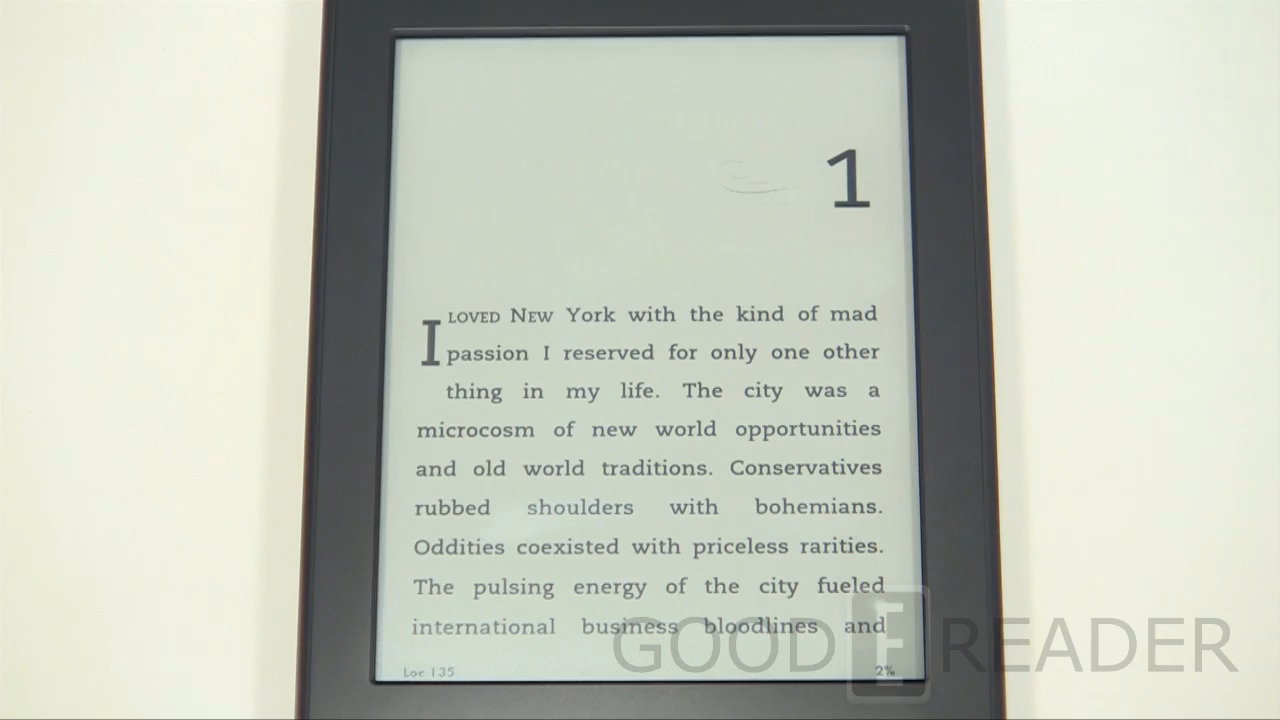 1
I LOVED NEW York with the kind of mad
passion I reserved for only one other
thing in my life. The city was a
microcosm of new world opportunities
and old world traditions. Conservatives
rubbed shoulders with bohemians.
Oddities coexisted with priceless rarities.
The pulsing energy of the city fueled
international business bloodlines and
GOOD E READER
Loc 135 2%